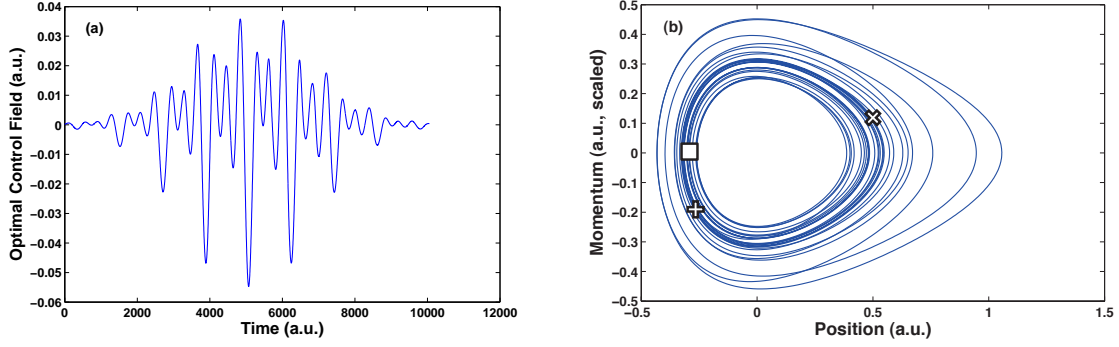 (a)
Optimal Control Field (a.u.)
0.04
0.03
0.02
0.01
0
−0.01
−0.02
−0.03
−0.04
−0.05
−0.06
0 2000 4000 6000 8000 10000 12000
Time (a.u.)
(b)
Momentum (a.u., scaled)
0.5
0.4
0.3
0.2
0.1
0
−0.1
−0.2
−0.3
−0.4
−0.5
−0.5 0 0.5 1 1.5
Position (a.u.)